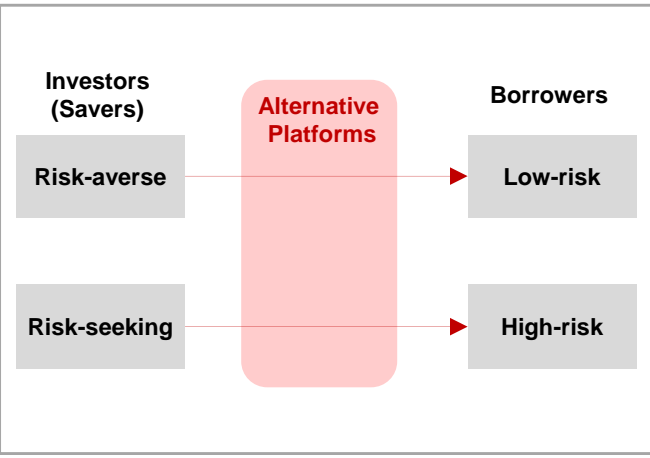 Investors
(Savers)
Alternative
Platforms
Borrowers
Risk-averse
Low-risk
Risk-seeking
High-risk